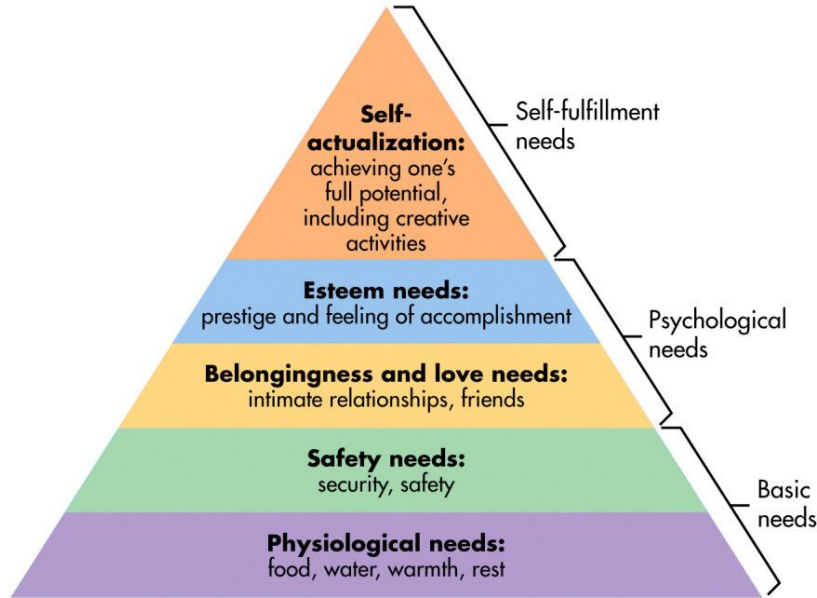 Self-
actualization:
achieving one's
full potential,
including creative
activities
Self-fulfillment
needs
Esteem needs:
prestige and feeling of accomplishment
Psychological
needs
Belongingness and love needs:
intimate relationships, friends
Safety needs:
security, safety
Basic
needs
Physiological needs:
food, water, warmth, rest